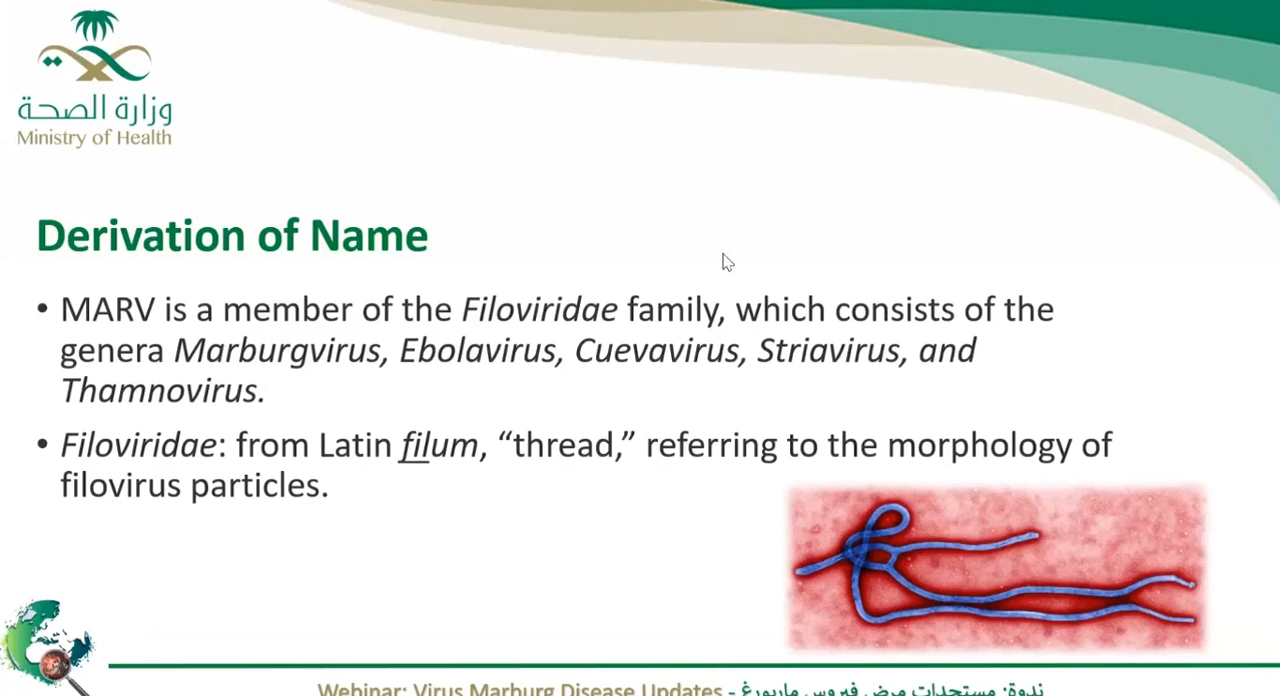 وزارة الصحة
Ministry of Health
Derivation of Name
• MARV is a member of the Filoviridae family, which consists of the
genera Marburgvirus, Ebolavirus, Cuevavirus, Striavirus, and
Thamnovirus.
• Filoviridae: from Latin filum, “thread,” referring to the morphology of
filovirus particles.
Webinar: Virus Marburg Disease Updates - ندوة: مستجدات مرض فيروس ماربورغ